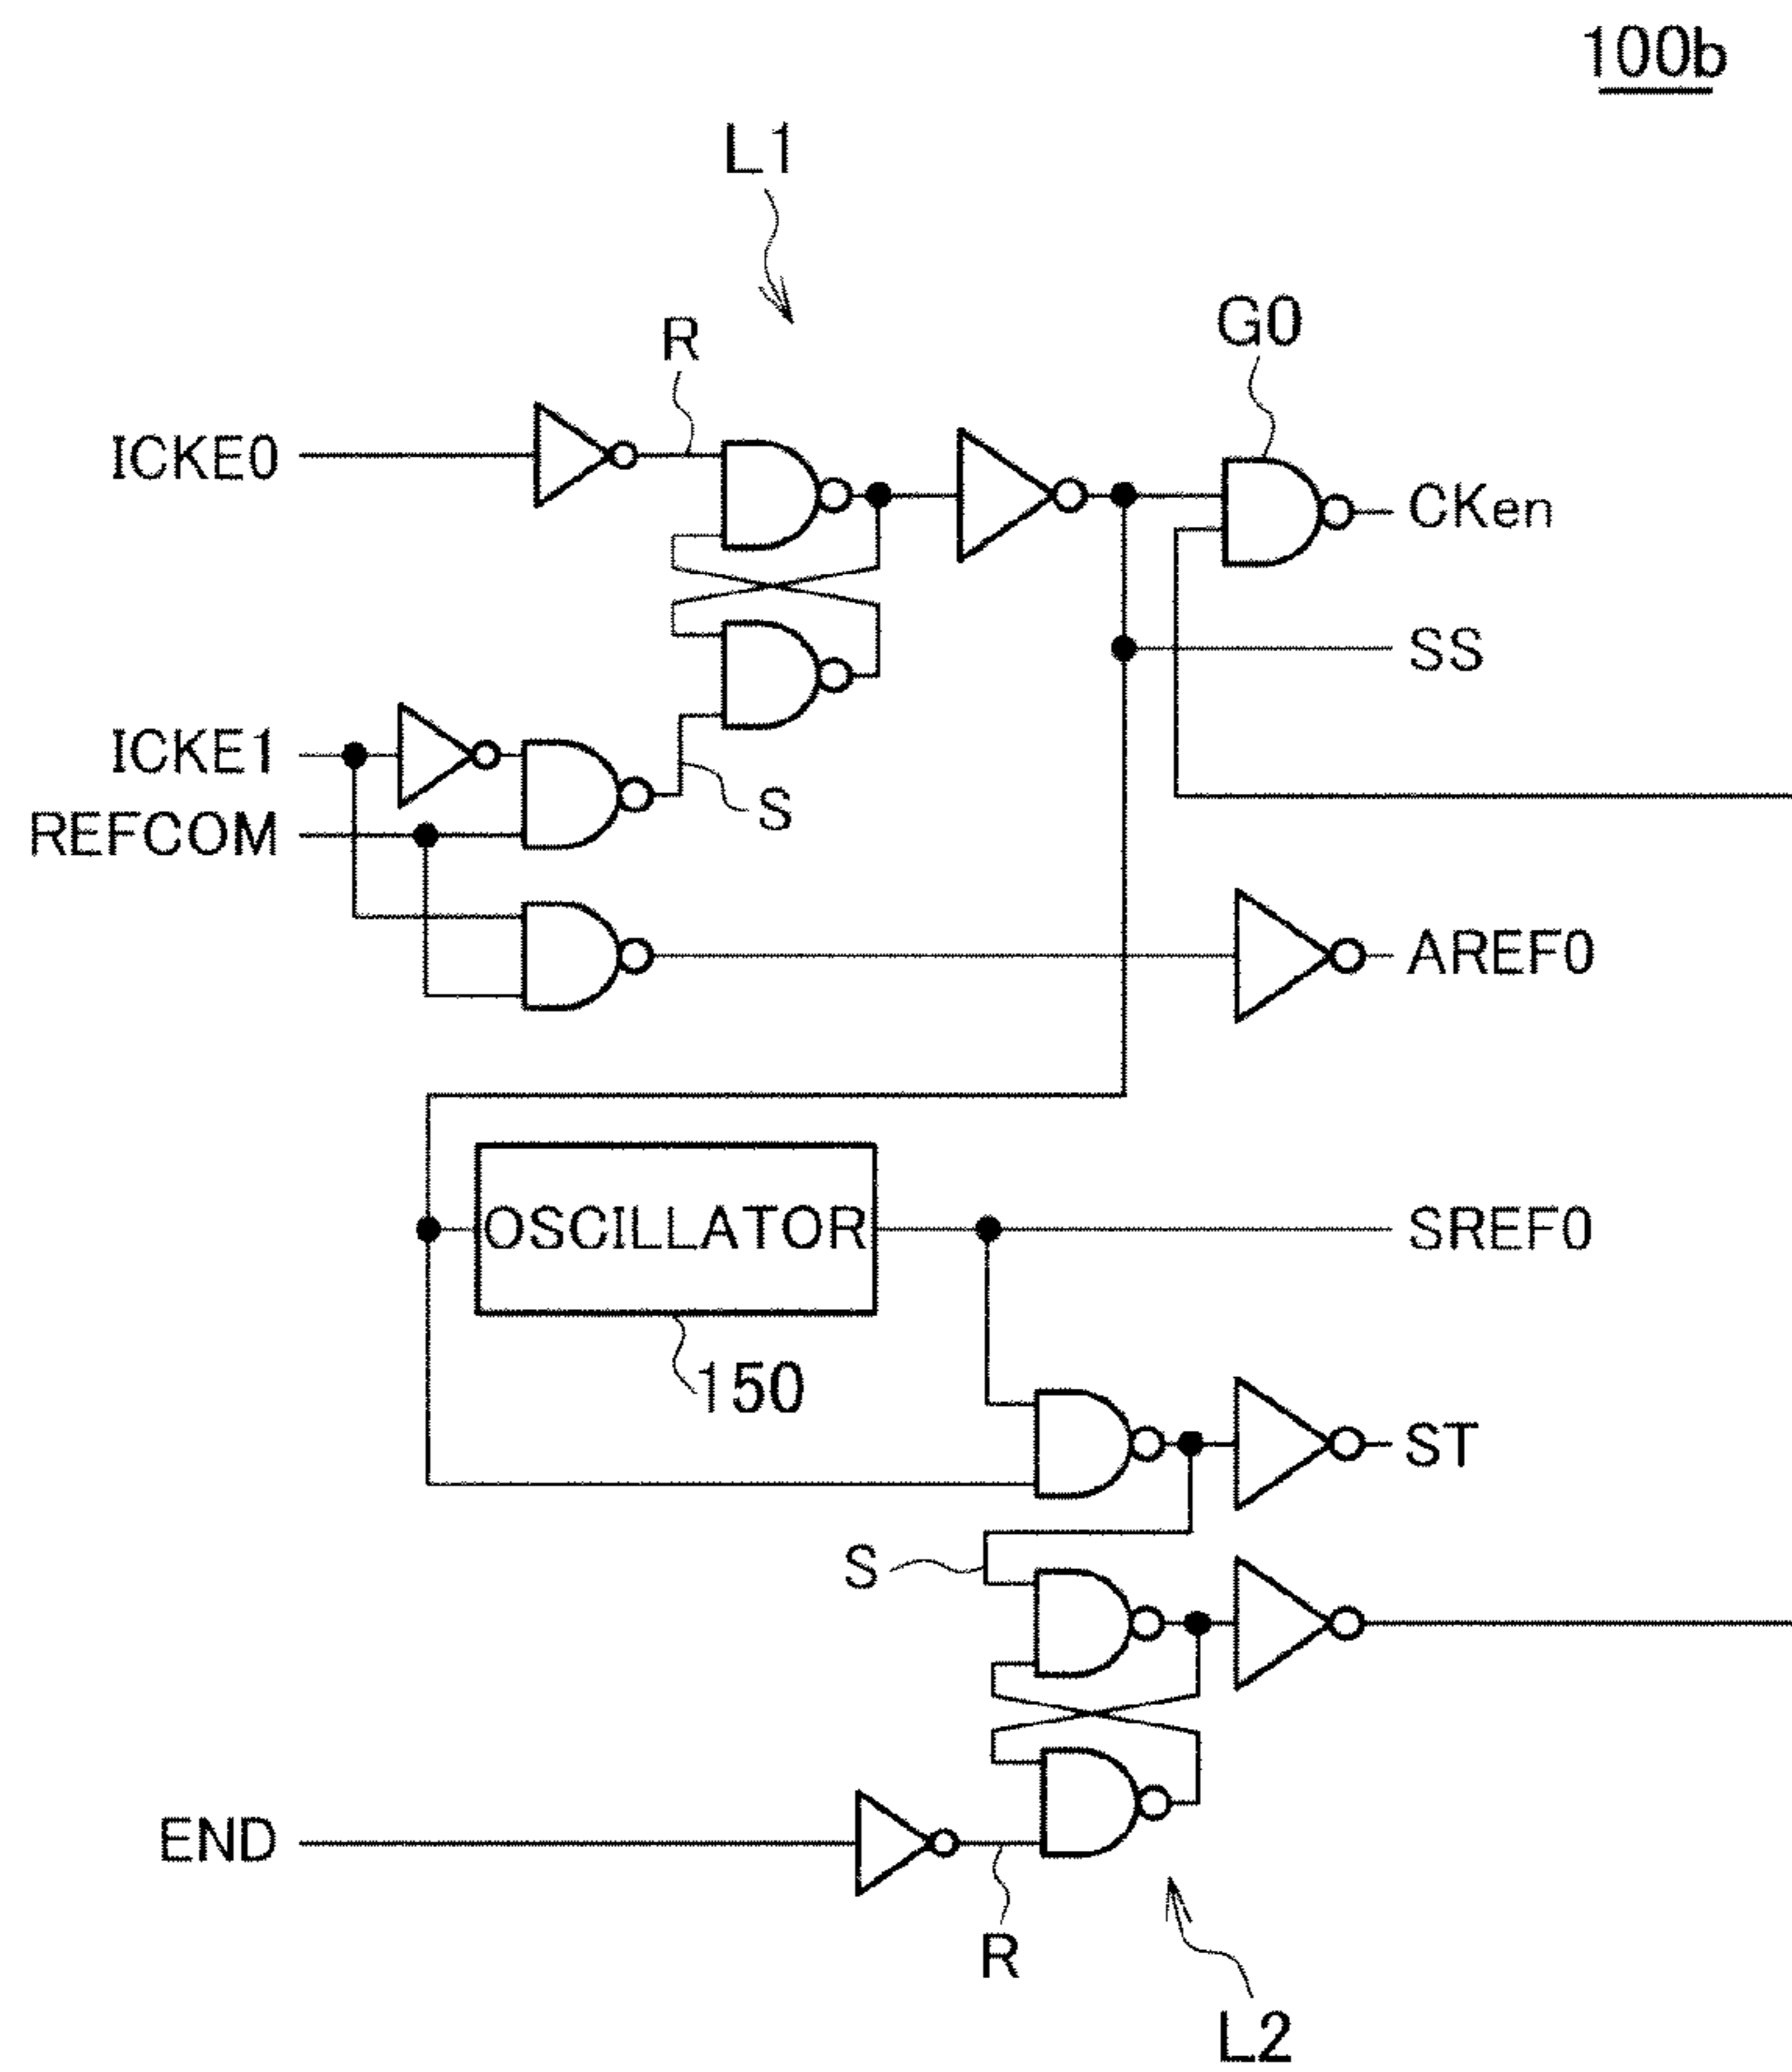 100b
L1
R
G0
ICKE0
CKen
SS
ICKE1
S
REFCOM
AREF0
OSCILLATOR
SREF0
150
ST
S
END
R
L2